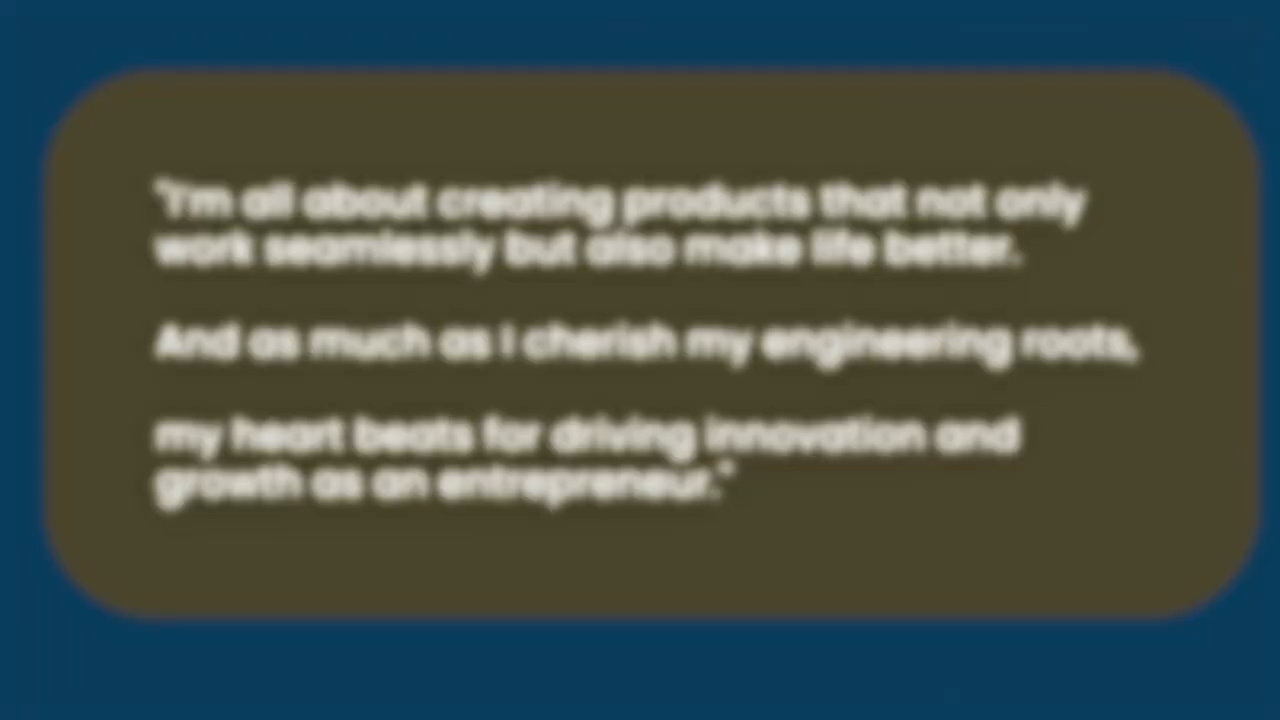 "I'm all about creating products that not only
work seamlessly but also make life better.
And as much as I cherish my engineering roots,
my heart beats for driving innovation and
growth as an entrepreneur."